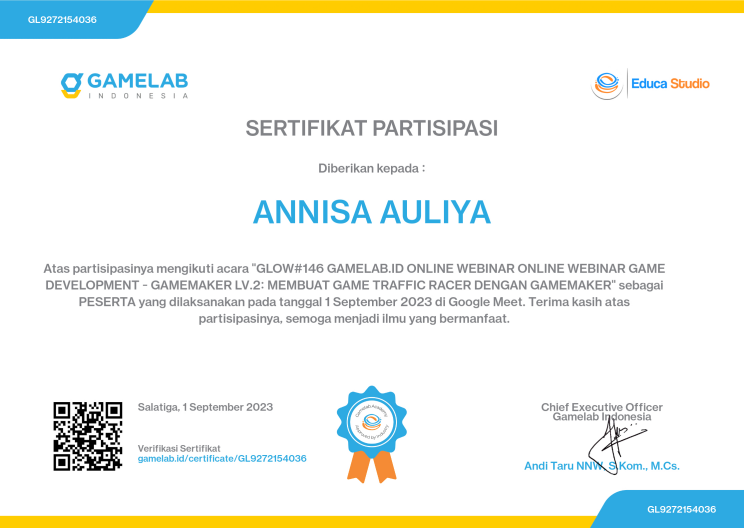 GL9272154036
GAMELAB
INDONESIA
Educa Studio
SERTIFIKAT PARTISIPASI
Diberikan kepada :
ANNISA AULIYA
Atas partisipasinya mengikuti acara "GLOW#146 GAMELAB.ID ONLINE WEBINAR ONLINE WEBINAR GAME
DEVELOPMENT - GAMEMAKER LV.2: MEMBUAT GAME TRAFFIC RACER DENGAN GAMEMAKER" sebagai
PESERTA yang dilaksanakan pada tanggal 1 September 2023 di Google Meet. Terima kasih atas
partisipasinya, semoga menjadi ilmu yang bermanfaat.
Salatiga, 1 September 2023
Verifikasi Sertifikat
gamelab.id/certificate/GL9272154036
Gamelab Academy
Approved by Industry
Chief Executive Officer
Gamelab Indonesia
Andi Taru NNW, S.Kom., M.Cs.
GL9272154036